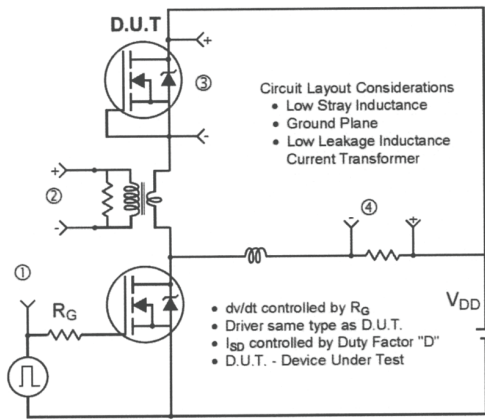 D.U.T
+
③
-
Circuit Layout Considerations
• Low Stray Inductance
• Ground Plane
• Low Leakage Inductance
Current Transformer
+
②
-
④
- +
①
RG
VDD
• dv/dt controlled by RG
• Driver same type as D.U.T.
• ISD controlled by Duty Factor "D"
• D.U.T. - Device Under Test